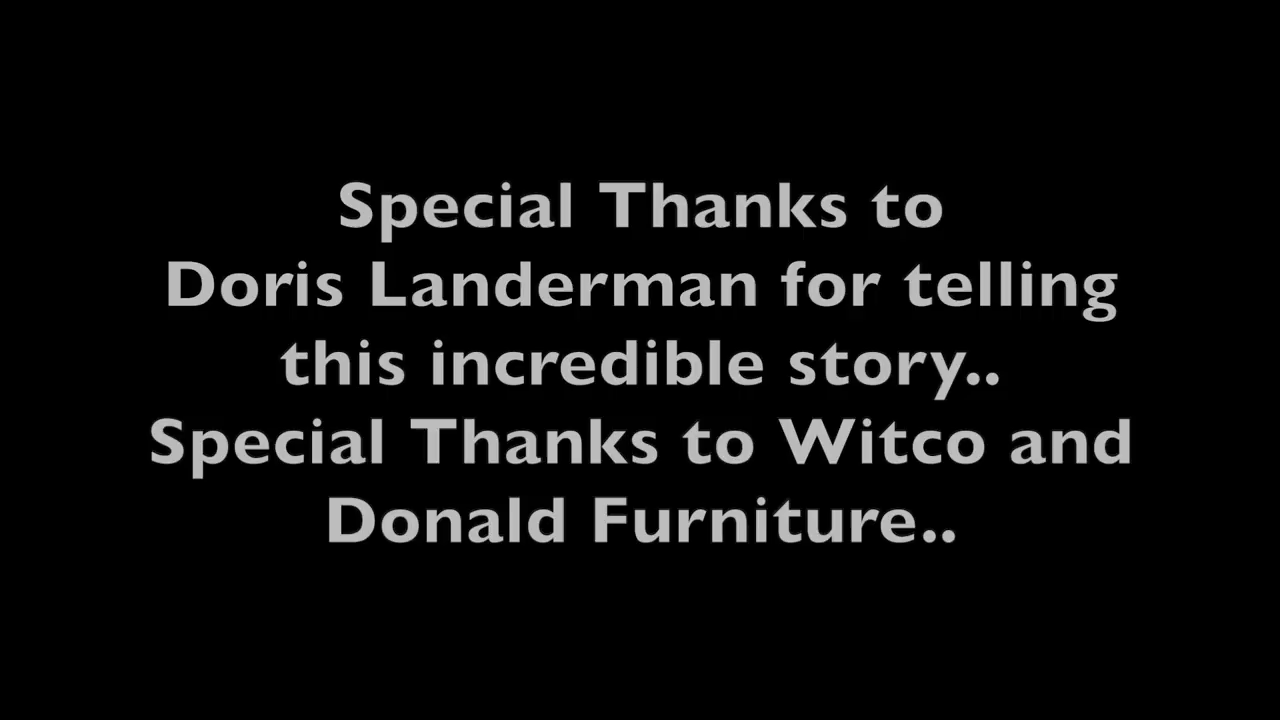 Special Thanks to
Doris Landerman for telling
this incredible story..
Special Thanks to Witco and
Donald Furniture..